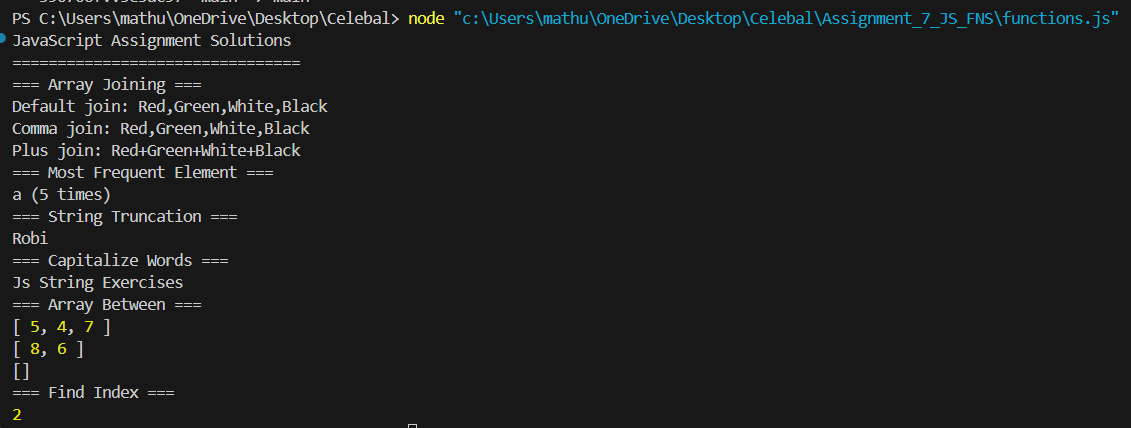 PS C:\Users\mathu\OneDrive\Desktop\Celebal> node "c:\Users\mathu\OneDrive\Desktop\Celebal\Assignment_7_JS_FNS\functions.js"
JavaScript Assignment Solutions
================================
=== Array Joining ===
Default join: Red,Green,White,Black
Comma join: Red,Green,White,Black
Plus join: Red+Green+White+Black
=== Most Frequent Element ===
a (5 times)
=== String Truncation ===
Robi
=== Capitalize Words ===
Js String Exercises
=== Array Between ===
[ 5, 4, 7 ]
[ 8, 6 ]
[]
=== Find Index ===
2